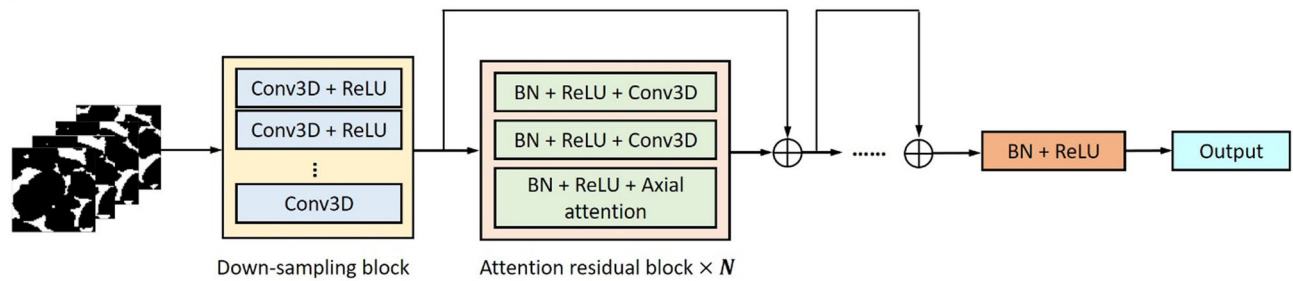 Conv3D + ReLU
Conv3D + ReLU
⋮
Conv3D
Down-sampling block
BN + ReLU + Conv3D
BN + ReLU + Conv3D
BN + ReLU + Axial
attention
Attention residual block × N
......
BN + ReLU
Output